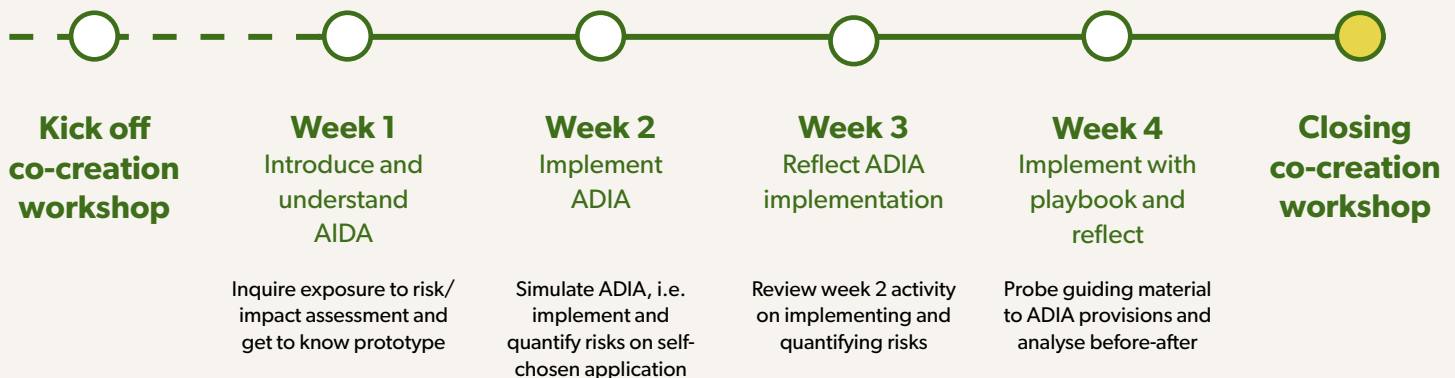 Kick off
co-creation
workshop
Week 1
Introduce and
understand
AIDA
Inquire exposure to risk/
impact assessment and
get to know prototype
Week 2
Implement
ADIA
Simulate ADIA, i.e.
implement and
quantify risks on self-
chosen application
Week 3
Reflect ADIA
implementation
Review week 2 activity
on implementing and
quantifying risks
Week 4
Implement with
playbook and
reflect
Probe guiding material
to ADIA provisions and
analyse before-after
Closing
co-creation
workshop